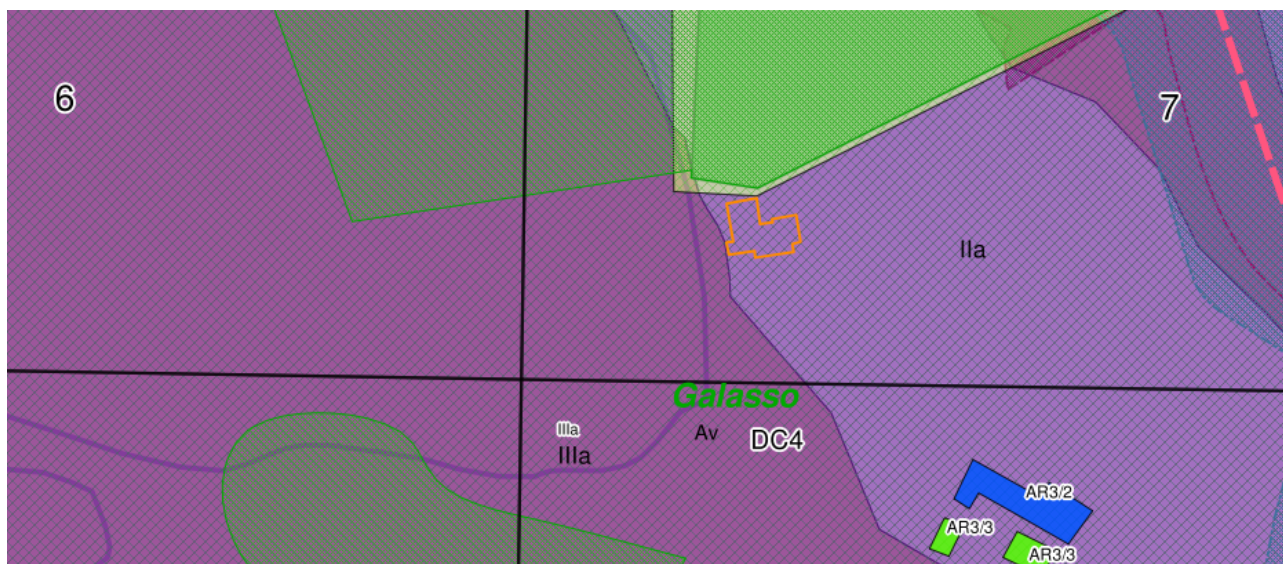 6
7
IIa
Galasso
IIIa
Av
DC4
IIIa
AR3/2
AR3/3
AR3/3